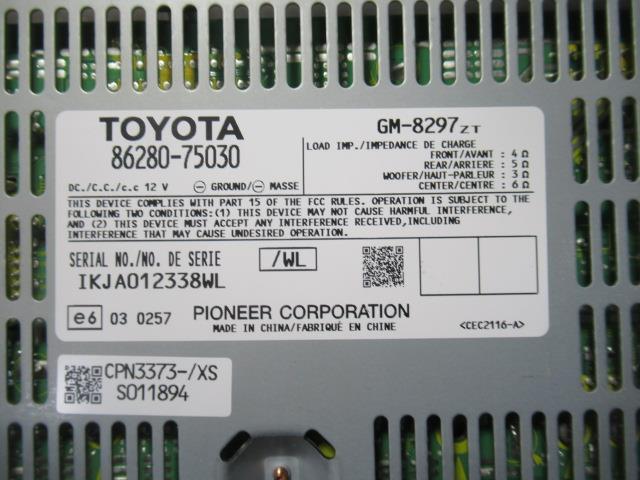 TOYOTA
86280-75030
GM-8297ZT
LOAD IMP./IMPEDANCE DE CHARGE
FRONT/AVANT : 4Ω
REAR/ARRIERE : 5Ω
WOOFER/HAUT-PARLEUR : 3Ω
CENTER/CENTRE : 6Ω
DC./C.C./c.c 12 V ⊖ GROUND/⊖ MASSE
THIS DEVICE COMPLIES WITH PART 15 OF THE FCC RULES. OPERATION IS SUBJECT TO THE
FOLLOWING TWO CONDITIONS:(1) THIS DEVICE MAY NOT CAUSE HARMFUL INTERFERENCE,
AND (2) THIS DEVICE MUST ACCEPT ANY INTERFERENCE RECEIVED,INCLUDING
INTERFERENCE THAT MAY CAUSE UNDESIRED OPERATION.
SERIAL NO./NO. DE SERIE /WL
IKJA012338WL
e6 03 0257
PIONEER CORPORATION
MADE IN CHINA/FABRIQUÉ EN CHINE
<CEC2116-A>
CPN3373-/XS
S011894